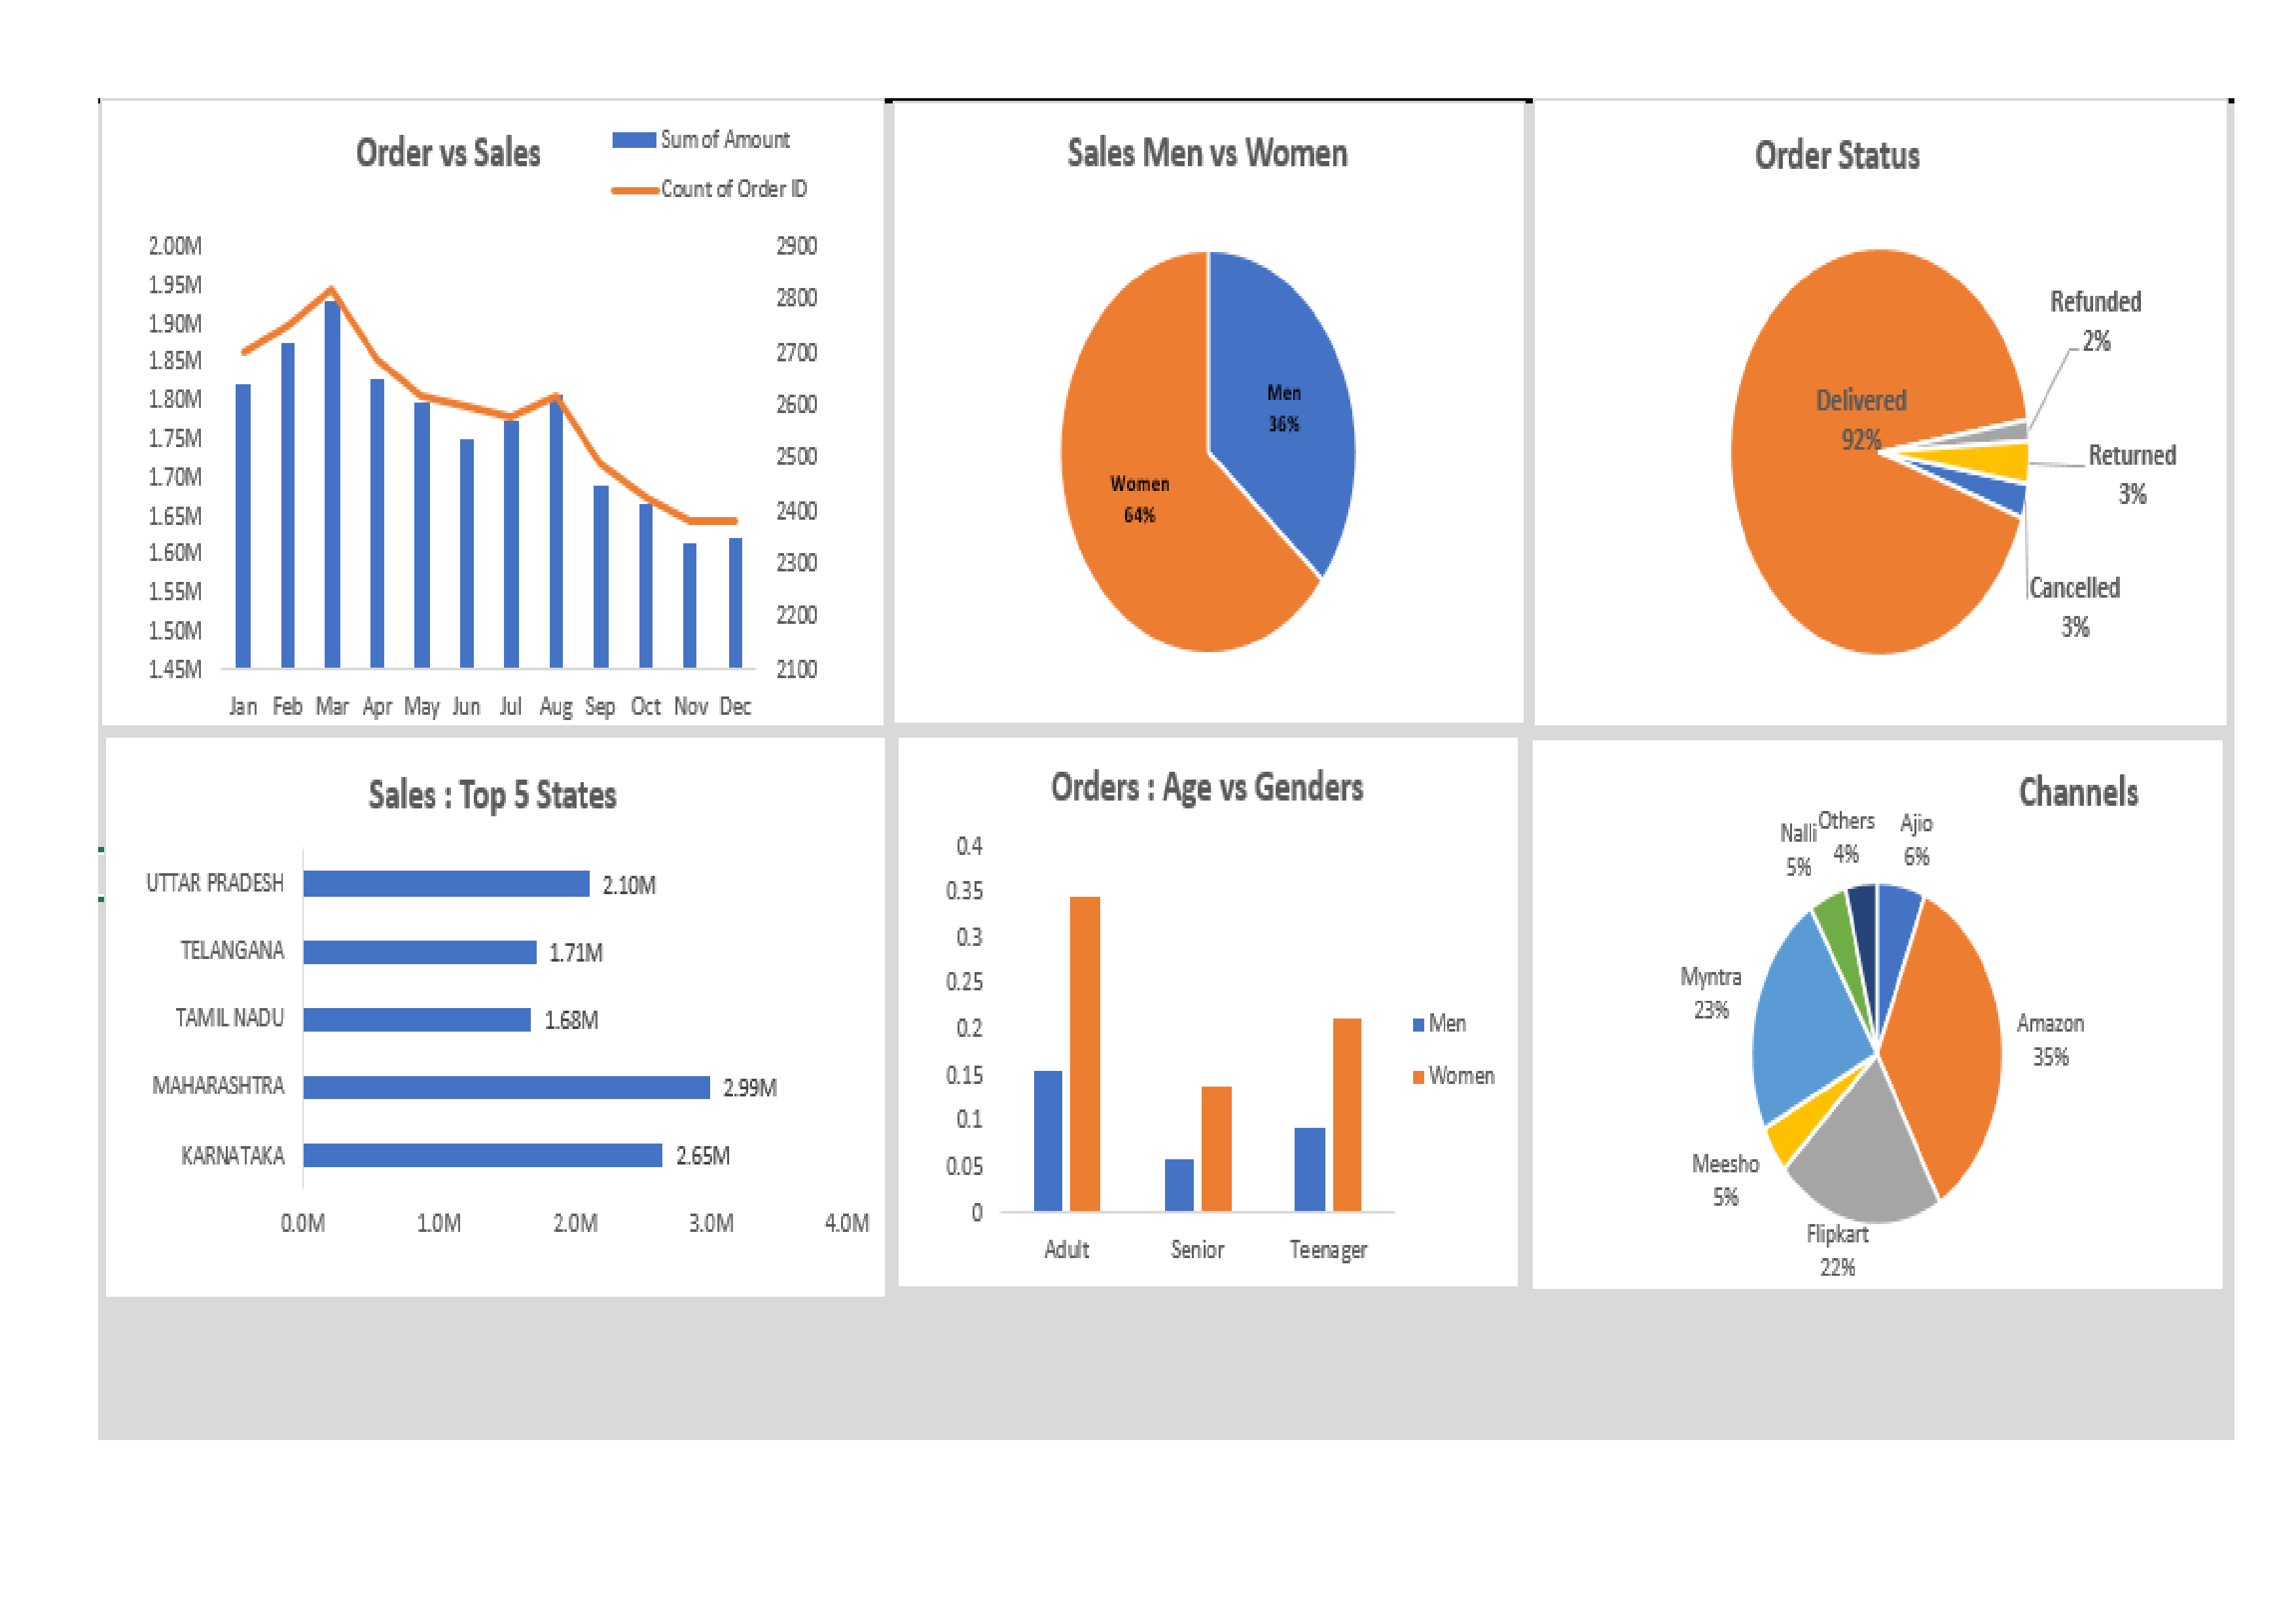 Order vs Sales
Sum of Amount
Count of Order ID
2.00M
1.95M
1.90M
1.85M
1.80M
1.75M
1.70M
1.65M
1.60M
1.55M
1.50M
1.45M
2900
2800
2700
2600
2500
2400
2300
2200
2100
Jan Feb Mar Apr May Jun Jul Aug Sep Oct Nov Dec
Sales Men vs Women
Men
36%
Women
64%
Order Status
Delivered
92%
Refunded
2%
Returned
3%
Cancelled
3%
Sales : Top 5 States
UTTAR PRADESH 2.10M
TELANGANA 1.71M
TAMIL NADU 1.68M
MAHARASHTRA 2.99M
KARNATAKA 2.65M
0.0M 1.0M 2.0M 3.0M 4.0M
Orders : Age vs Genders
0.4
0.35
0.3
0.25
0.2
0.15
0.1
0.05
0
Adult Senior Teenager
Men
Women
Channels
Nalli
5%
Others
4%
Ajio
6%
Myntra
23%
Amazon
35%
Meesho
5%
Flipkart
22%